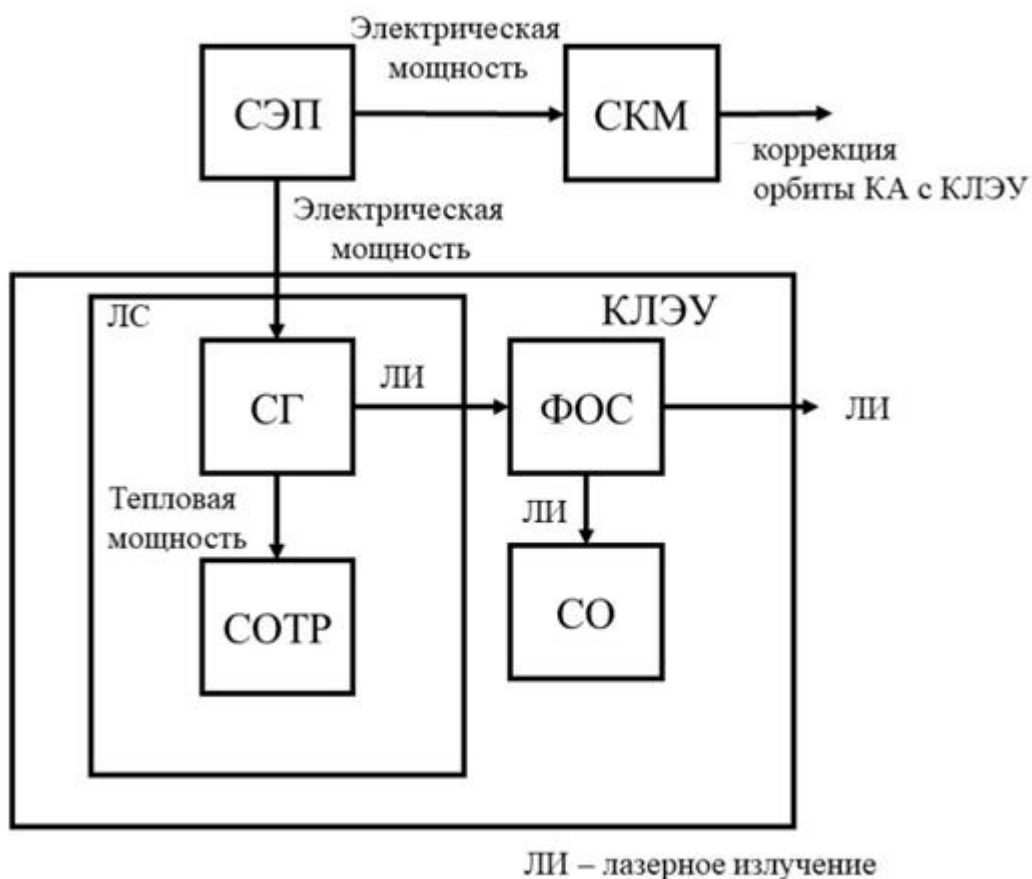 Электрическая
мощность
СЭП
СКМ
коррекция
орбиты КА с КЛЭУ
Электрическая
мощность
ЛС
КЛЭУ
СГ
ЛИ
ФОС
ЛИ
Тепловая
мощность
ЛИ
СОТР
СО
ЛИ – лазерное излучение